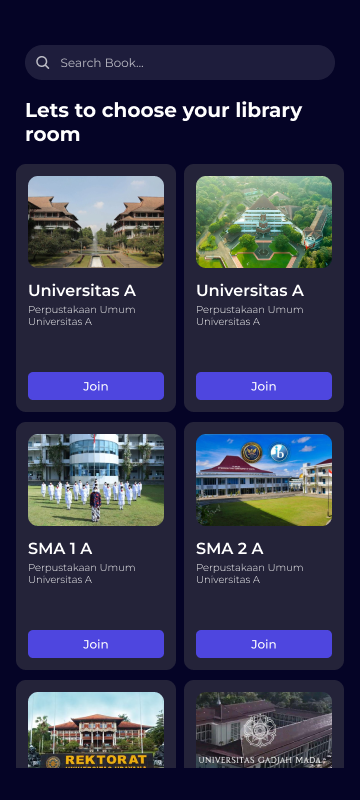 Search Book...
Lets to choose your library
room
Universitas A
Perpustakaan Umum
Universitas A
Join
Universitas A
Perpustakaan Umum
Universitas A
Join
SMA 1 A
Perpustakaan Umum
Universitas A
Join
SMA 2 A
Perpustakaan Umum
Universitas A
Join
REKTORAT
UNIVERSITAS GADJAH MADA